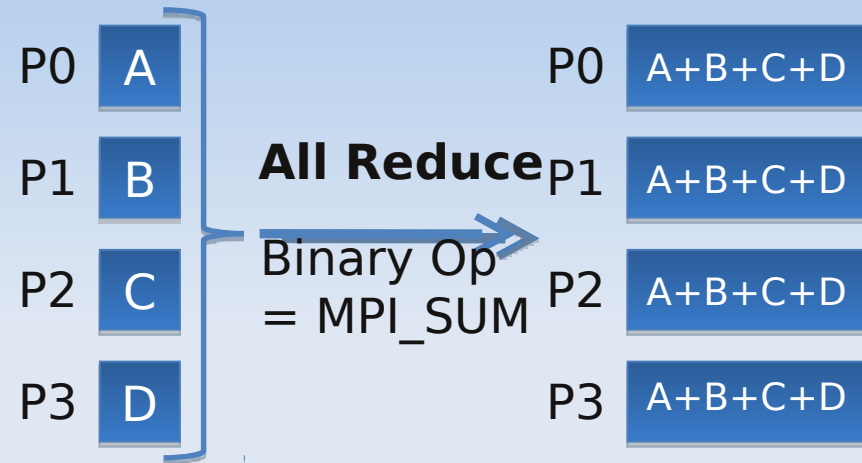 P0 A
P1 B
P2 C
P3 D
All Reduce
Binary Op
= MPI_SUM
P0 A+B+C+D
P1 A+B+C+D
P2 A+B+C+D
P3 A+B+C+D